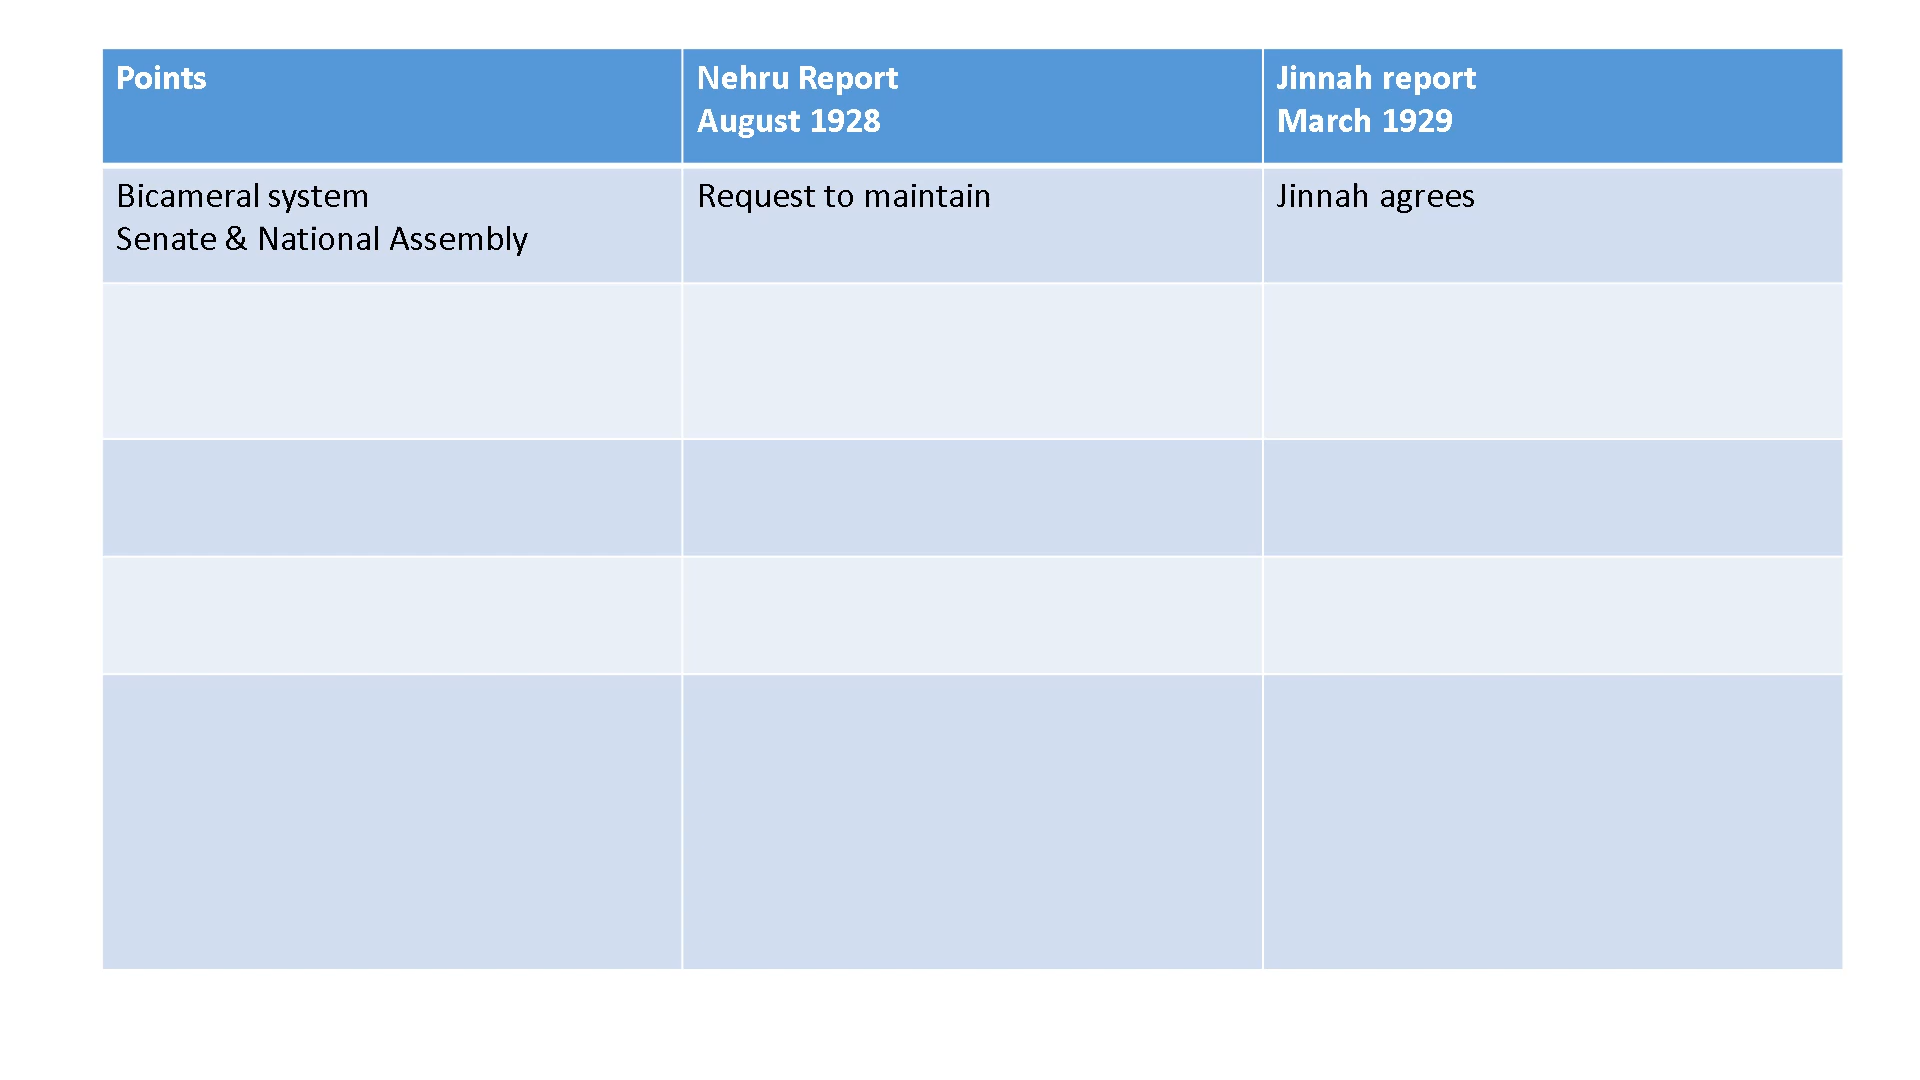 Points
Nehru Report
August 1928
Jinnah report
March 1929
Bicameral system
Senate & National Assembly
Request to maintain
Jinnah agrees